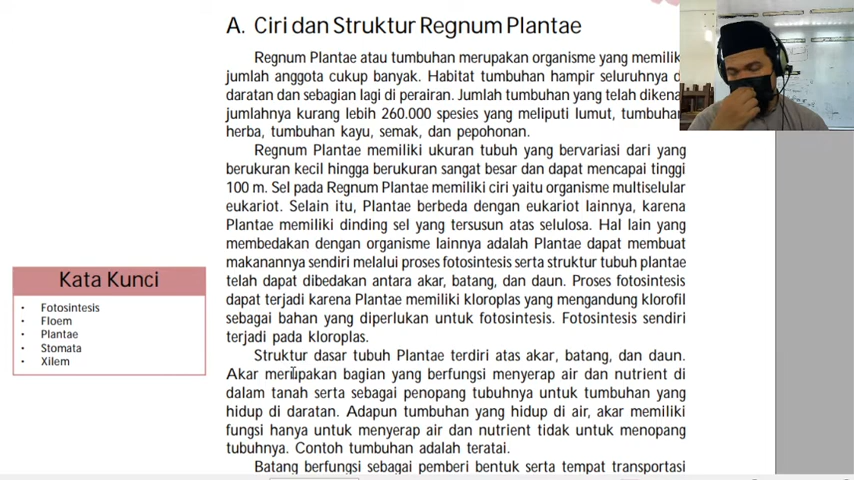 A. Ciri dan Struktur Regnum Plantae
Regnum Plantae atau tumbuhan merupakan organisme yang memilik
jumlah anggota cukup banyak. Habitat tumbuhan hampir seluruhnya d
daratan dan sebagian lagi di perairan. Jumlah tumbuhan yang telah dikena
jumlahnya kurang lebih 260.000 spesies yang meliputi lumut, tumbuhan
herba, tumbuhan kayu, semak, dan pepohonan.
Regnum Plantae memiliki ukuran tubuh yang bervariasi dari yang
berukuran kecil hingga berukuran sangat besar dan dapat mencapai tinggi
100 m. Sel pada Regnum Plantae memiliki ciri yaitu organisme multiselular
eukariot. Selain itu, Plantae berbeda dengan eukariot lainnya, karena
Plantae memiliki dinding sel yang tersusun atas selulosa. Hal lain yang
membedakan dengan organisme lainnya adalah Plantae dapat membuat
makanannya sendiri melalui proses fotosintesis serta struktur tubuh plantae
telah dapat dibedakan antara akar, batang, dan daun. Proses fotosintesis
dapat terjadi karena Plantae memiliki kloroplas yang mengandung klorofil
sebagai bahan yang diperlukan untuk fotosintesis. Fotosintesis sendiri
terjadi pada kloroplas.
Struktur dasar tubuh Plantae terdiri atas akar, batang, dan daun.
Akar merupakan bagian yang berfungsi menyerap air dan nutrient di
dalam tanah serta sebagai penopang tubuhnya untuk tumbuhan yang
hidup di daratan. Adapun tumbuhan yang hidup di air, akar memiliki
fungsi hanya untuk menyerap air dan nutrient tidak untuk menopang
tubuhnya. Contoh tumbuhan adalah teratai.
Batang berfungsi sebagai pemberi bentuk serta tempat transportasi
Kata Kunci
• Fotosintesis
• Floem
• Plantae
• Stomata
• Xilem